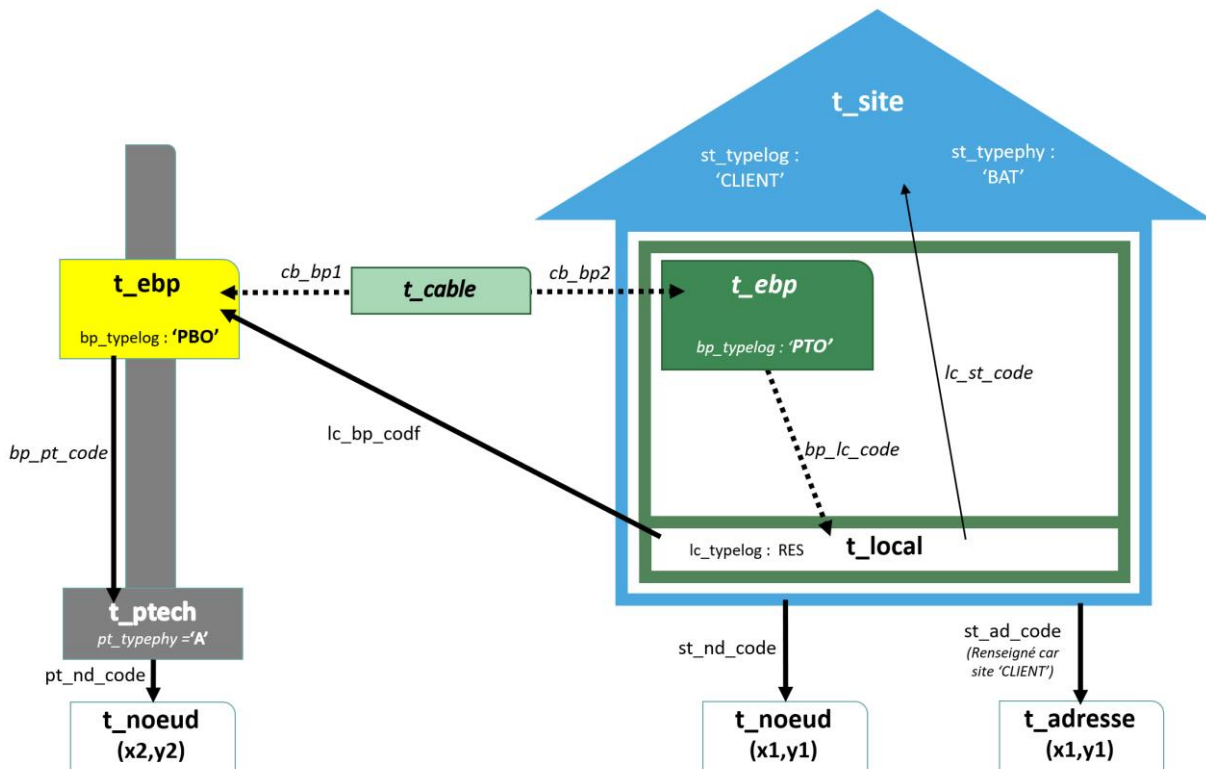 t_site
st_typelog :
‘CLIENT’
st_typephy :
‘BAT’
t_ebp
bp_typelog : ‘PBO’
cb_bp1
t_cable
cb_bp2
t_ebp
bp_typelog : ‘PTO’
lc_st_code
bp_pt_code
lc_bp_codf
bp_lc_code
lc_typelog : RES
t_local
t_ptech
pt_typephy =‘A’
pt_nd_code
st_nd_code
st_ad_code
(Renseigné car
site ‘CLIENT’)
t_noeud
(x2,y2)
t_noeud
(x1,y1)
t_adresse
(x1,y1)